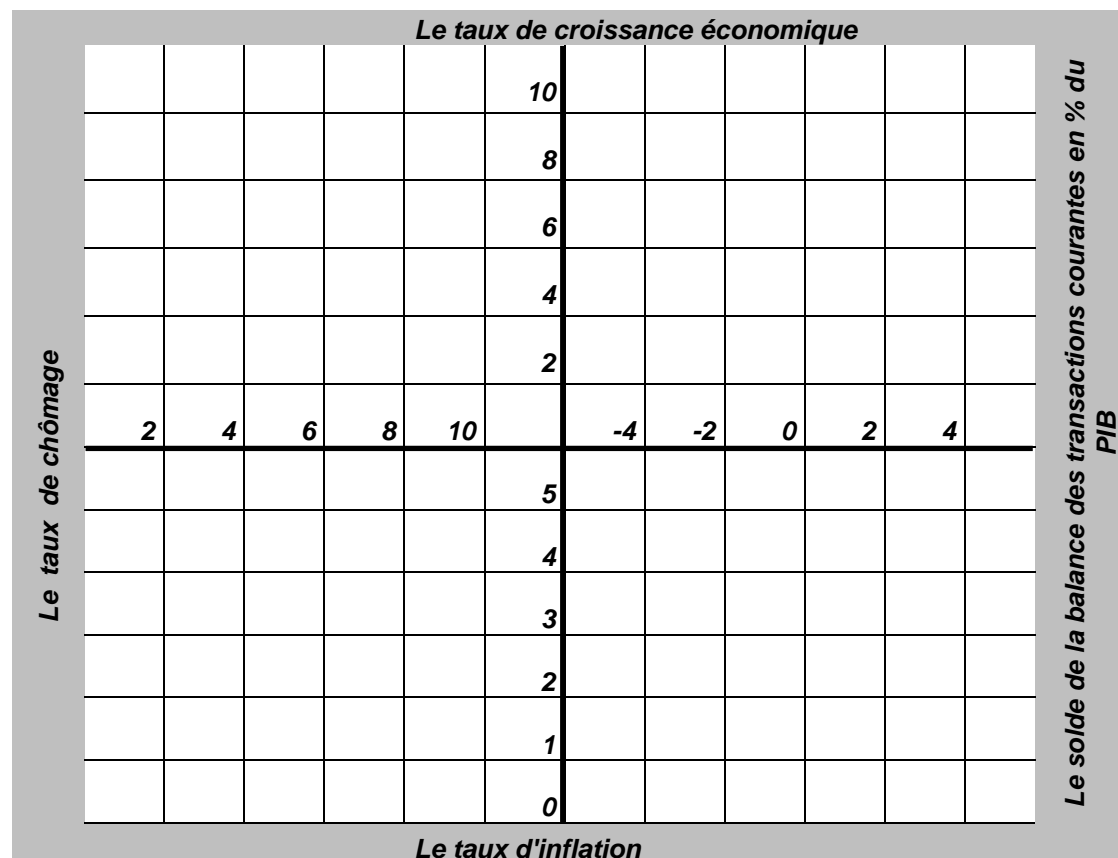 Le taux de croissance économique
10
8
6
4
2
2 4 6 8 10 -4 -2 0 2 4
5
4
3
2
1
0
Le taux d'inflation
Le taux de chômage
Le solde de la balance des transactions courantes en % du
PIB